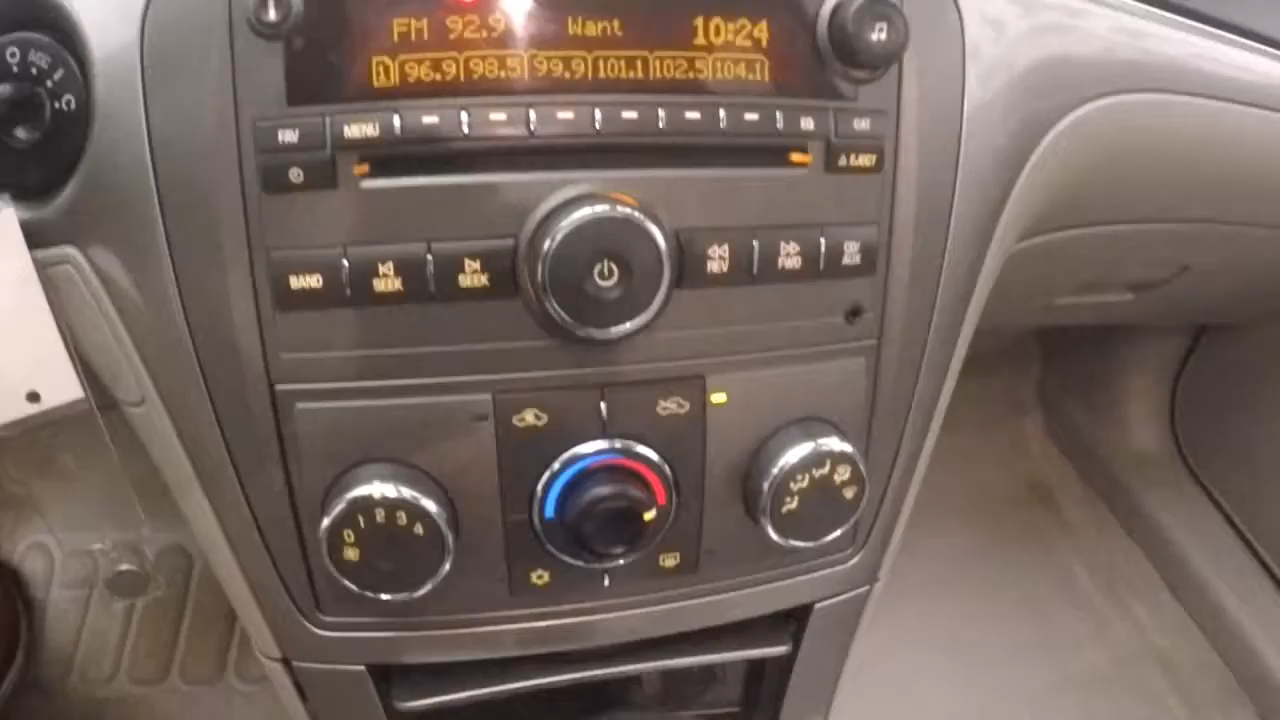 FM 92.9 Want 10:24
1 96.9 98.5 99.9 101.1 102.5 104.1
ACC
FAV MENU EQ CAT
EJECT
BAND SEEK SEEK REV FWD CD/AUX
0 1 2 3 4